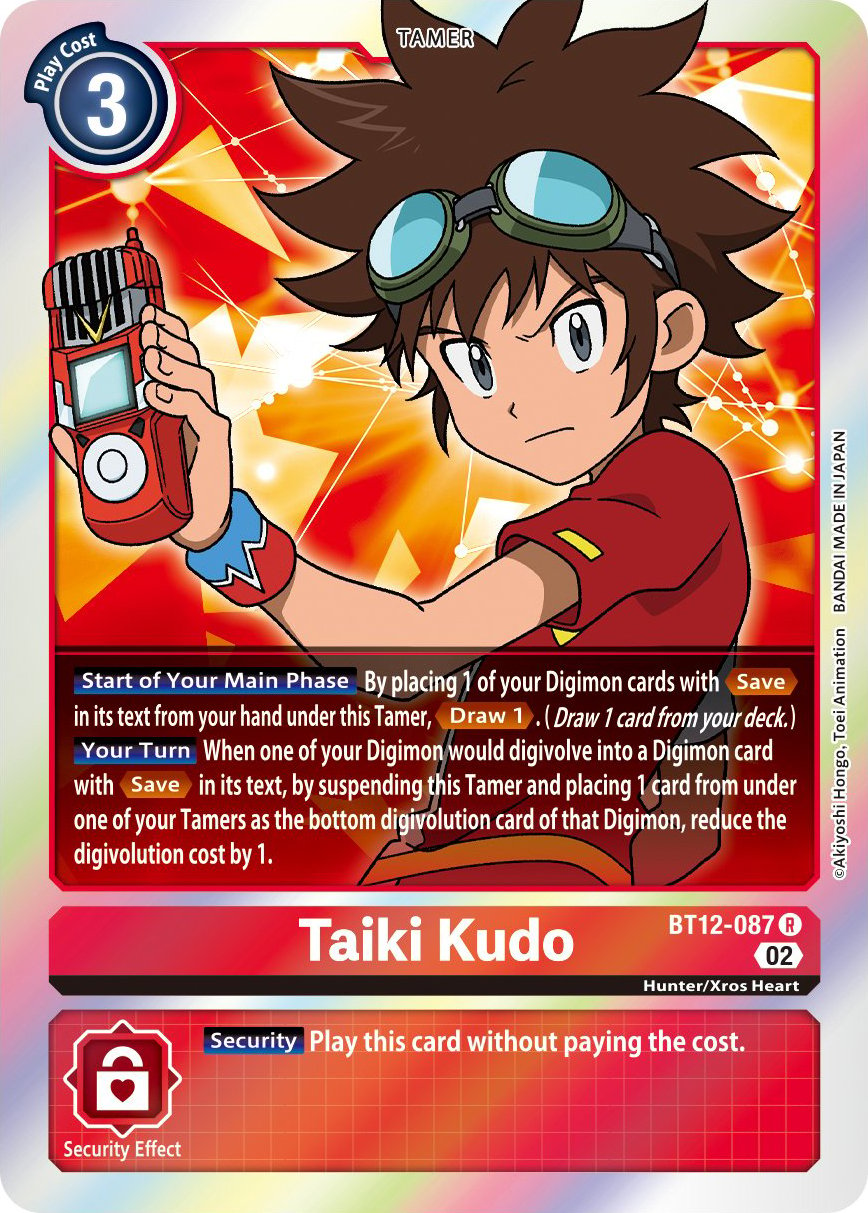 Play Cost
3
TAMER
Start of Your Main Phase By placing 1 of your Digimon cards with Save
in its text from your hand under this Tamer, Draw 1 . (Draw 1 card from your deck.)
Your Turn When one of your Digimon would digivolve into a Digimon card
with Save in its text, by suspending this Tamer and placing 1 card from under
one of your Tamers as the bottom digivolution card of that Digimon, reduce the
digivolution cost by 1.
©Akiyoshi Hongo, Toei Animation BANDAI MADE IN JAPAN
Taiki Kudo
BT12-087 R
02
Hunter/Xros Heart
Security Play this card without paying the cost.
Security Effect